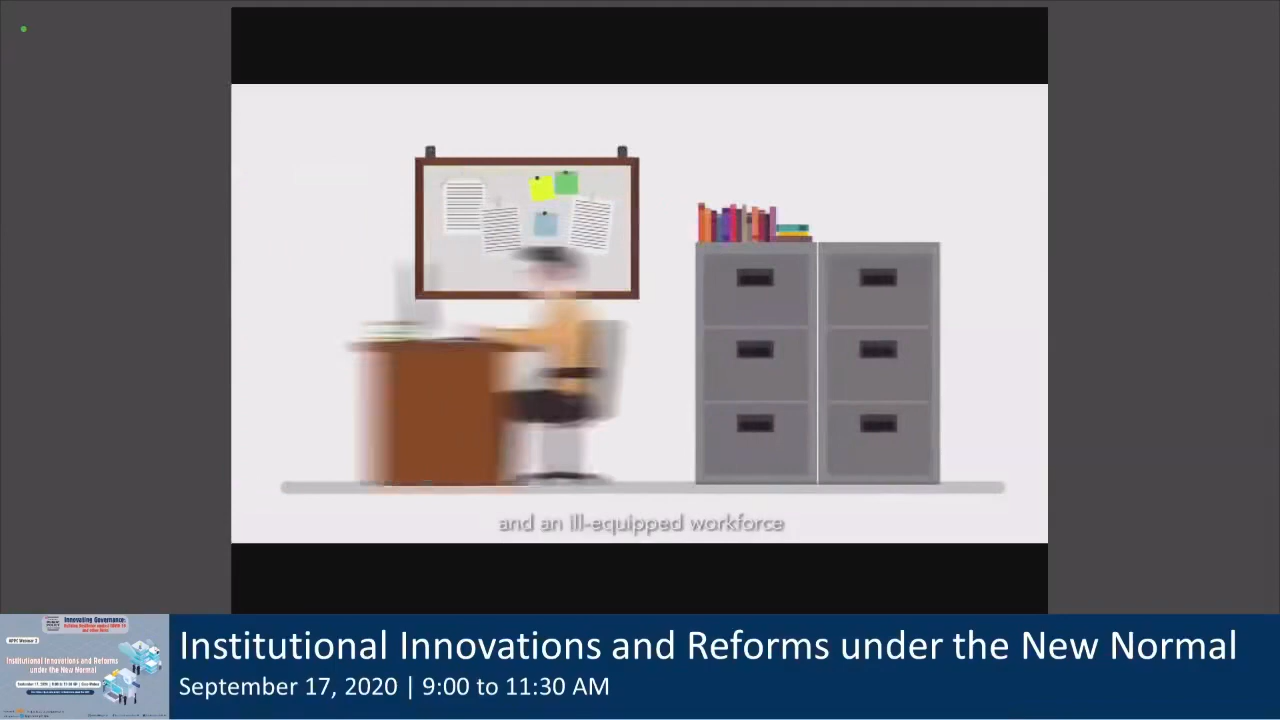 and an ill-equipped workforce
Innovating Governance:
Institutional Innovations and Reforms
under the New Normal
Institutional Innovations and Reforms under the New Normal
September 17, 2020 | 9:00 to 11:30 AM